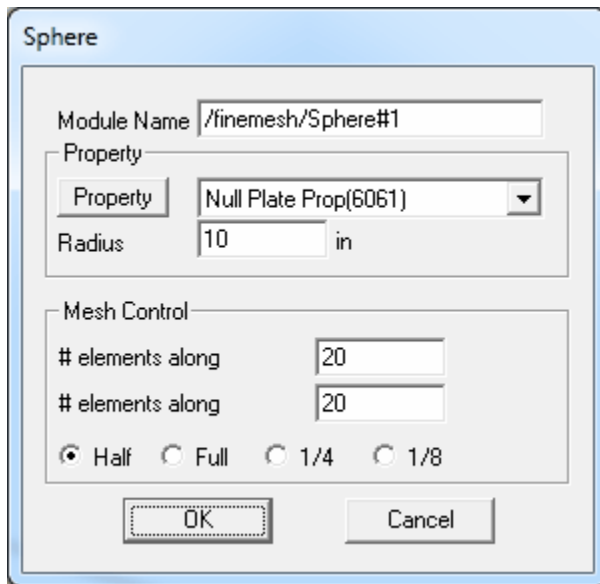 Sphere
Module Name /finemesh/Sphere#1
Property
Property Null Plate Prop(6061)
Radius 10 in
Mesh Control
# elements along 20
# elements along 20
Half Full 1/4 1/8
OK Cancel